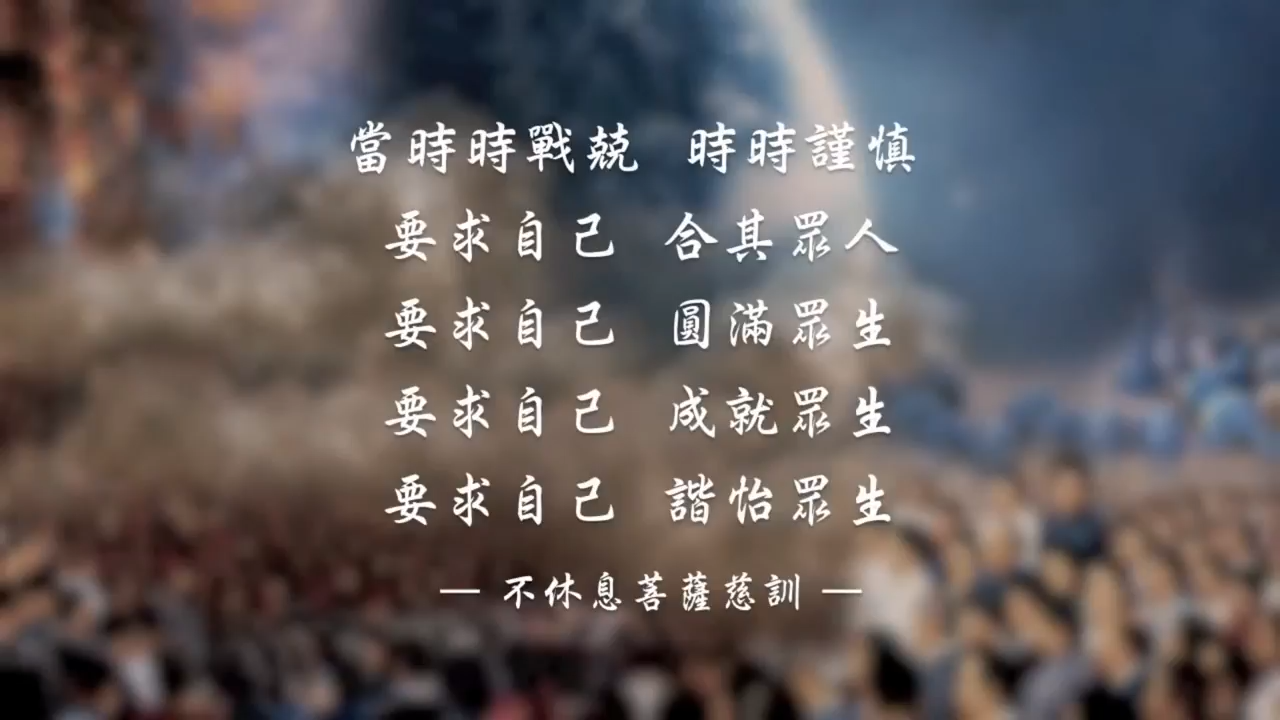 當時時戰兢 時時謹慎
要求自己 合其眾人
要求自己 圓滿眾生
要求自己 成就眾生
要求自己 諧怡眾生
— 不休息菩薩慈訓 —